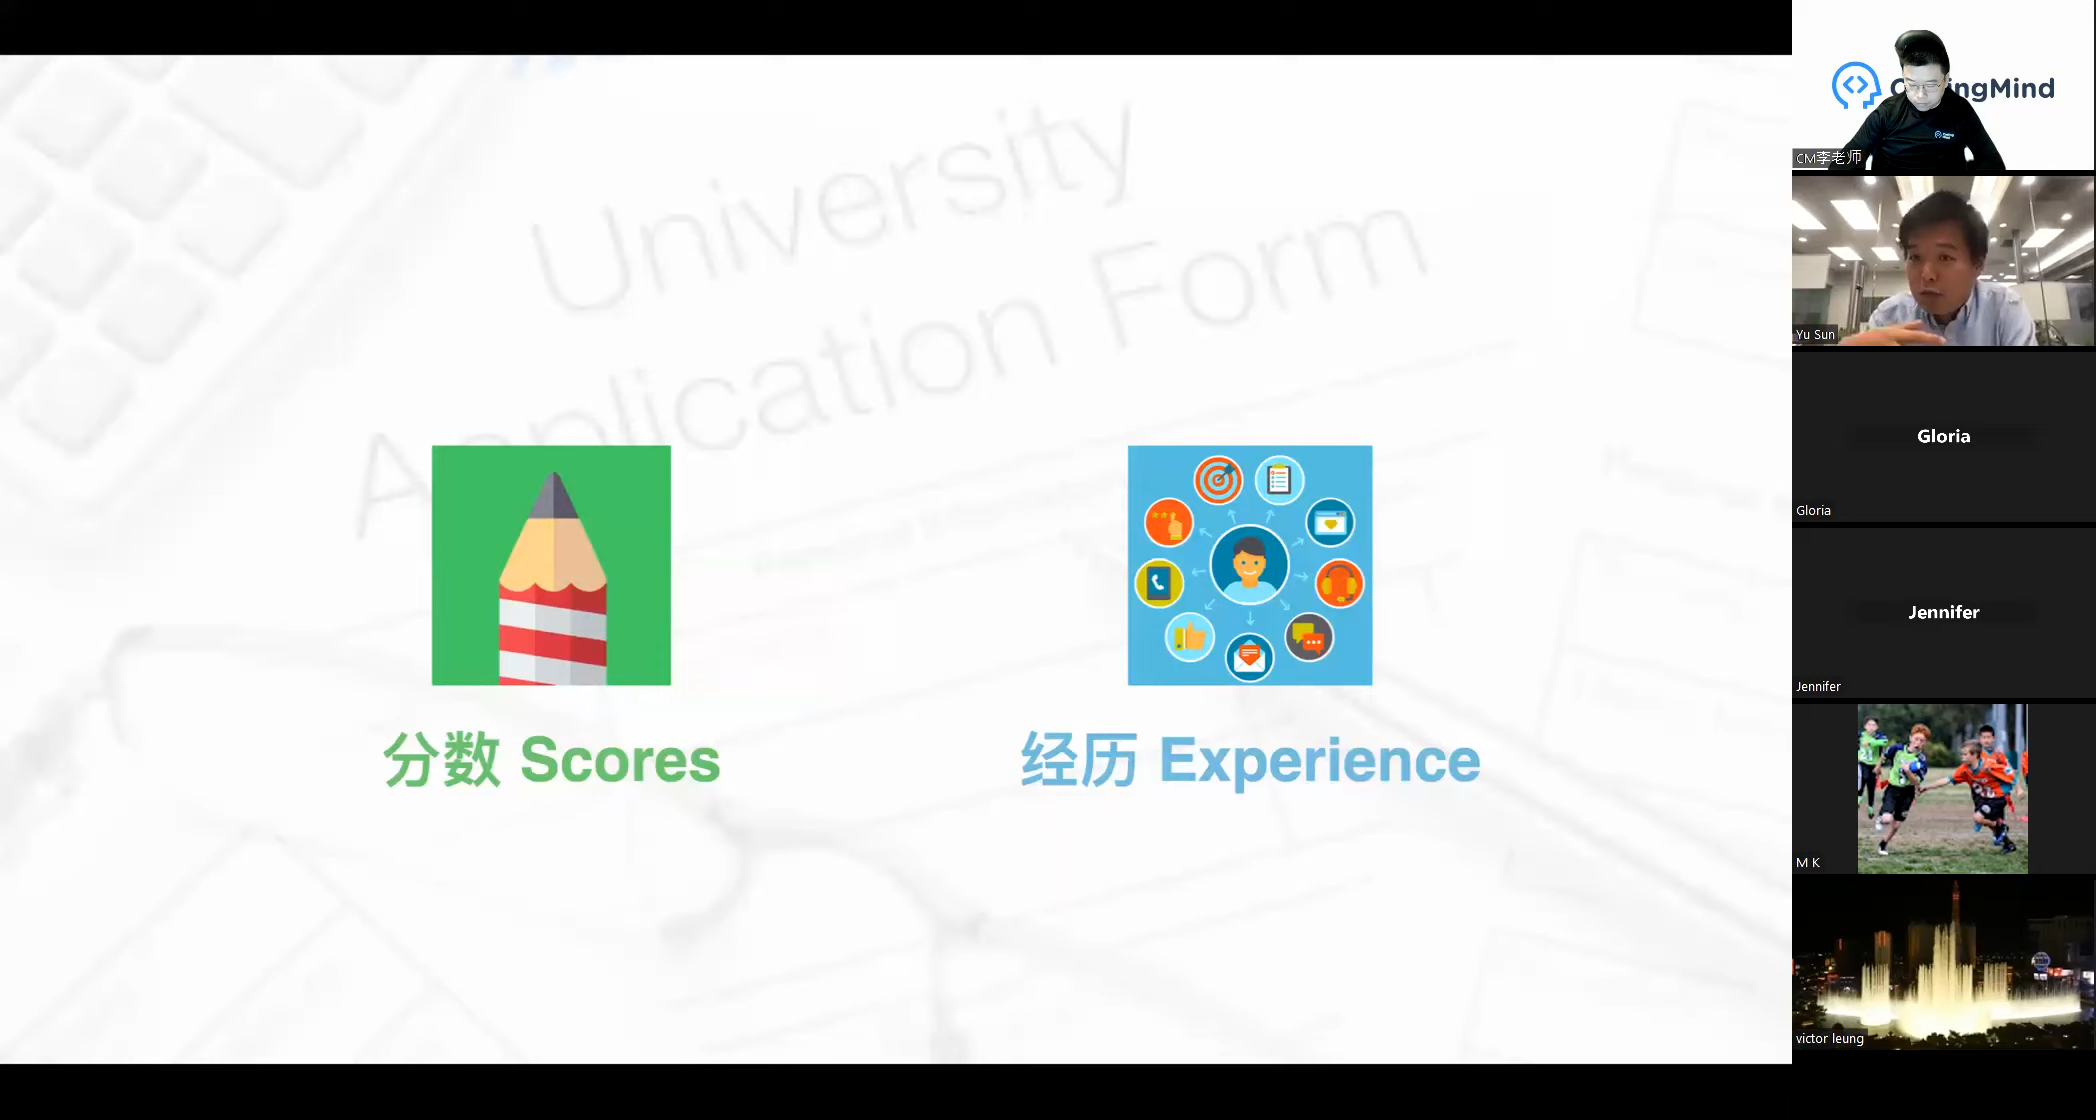 University
Application Form
分数 Scores
经历 Experience
CodingMind
CM李老师
Yu Sun
Gloria
Gloria
Jennifer
Jennifer
M K
victor leung